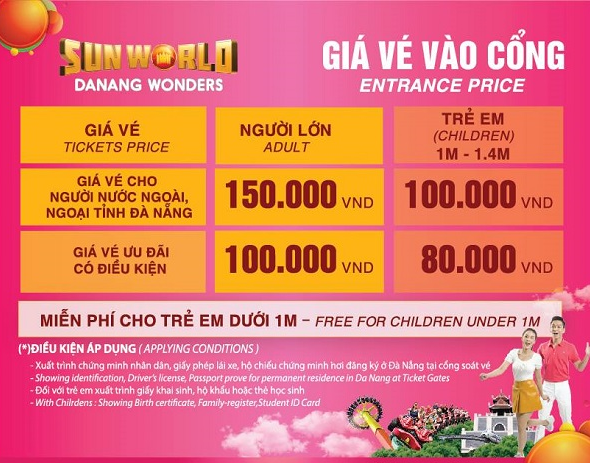 SUN WORLD
DANANG WONDERS
GIÁ VÉ VÀO CỔNG
ENTRANCE PRICE
GIÁ VÉ
TICKETS PRICE
NGƯỜI LỚN
ADULT
TRẺ EM
(CHILDREN)
1M - 1.4M
GIÁ VÉ CHO
NGƯỜI NƯỚC NGOÀI,
NGOẠI TỈNH ĐÀ NẴNG
150.000 VND
100.000 VND
GIÁ VÉ ƯU ĐÃI
CÓ ĐIỀU KIỆN
100.000 VND
80.000 VND
MIỄN PHÍ CHO TRẺ EM DƯỚI 1M – FREE FOR CHILDREN UNDER 1M
(*)ĐIỀU KIỆN ÁP DỤNG ( APPLYING CONDITIONS )
- Xuất trình chứng minh nhân dân, giấy phép lái xe, hộ chiếu chứng minh nơi đăng ký ở Đà Nẵng tại cổng soát vé
- Showing identification, Driver's license, Passport prove for permanent residence in Da Nang at Ticket Gates
- Đối với trẻ em xuất trình giấy khai sinh, hộ khẩu hoặc thẻ học sinh
- With Chilrdens : Showing Birth certificate, Family-register,Student ID Card